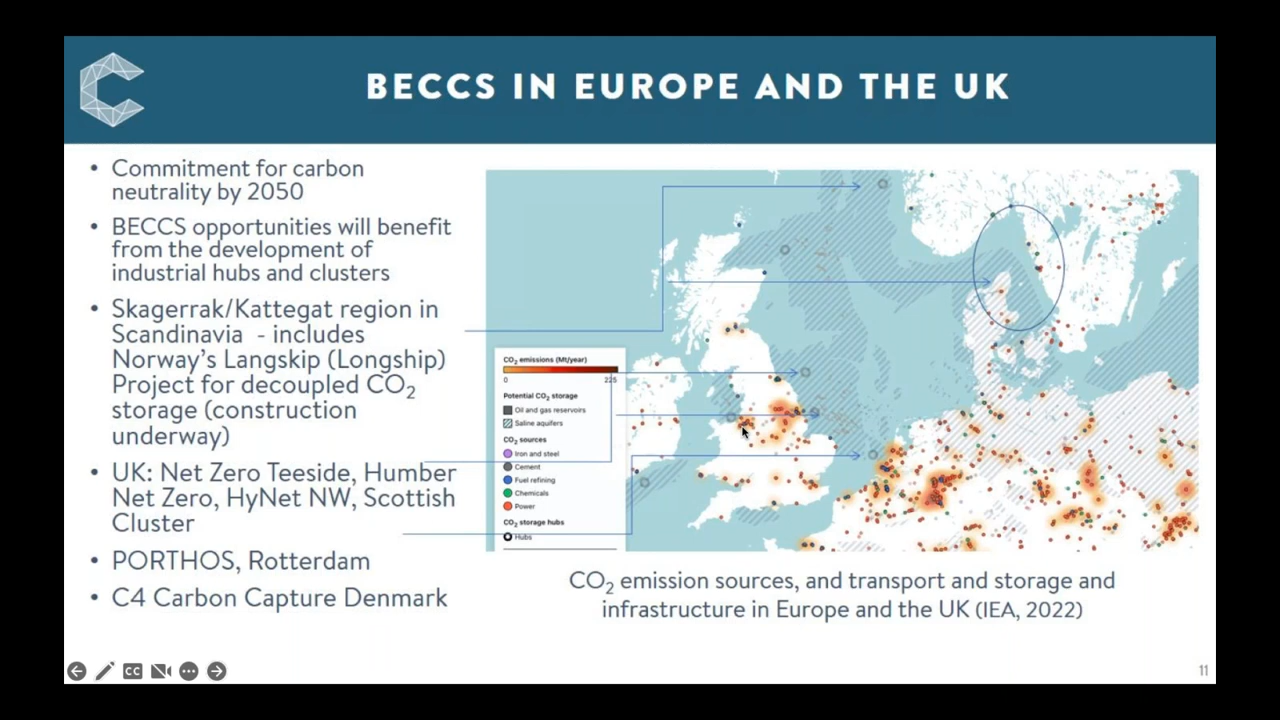 BECCS IN EUROPE AND THE UK
• Commitment for carbon
neutrality by 2050
• BECCS opportunities will benefit
from the development of
industrial hubs and clusters
• Skagerrak/Kattegat region in
Scandinavia - includes
Norway's Langskip (Longship)
Project for decoupled CO2
storage (construction
underway)
• UK: Net Zero Teeside, Humber
Net Zero, HyNet NW, Scottish
Cluster
• PORTHOS, Rotterdam
• C4 Carbon Capture Denmark
CO2 emissions (Mt/year)
0 225
Potential CO2 storage
Oil and gas reservoirs
Saline aquifers
CO2 sources
Iron and steel
Cement
Fuel refining
Chemicals
Power
CO2 storage hubs
Hubs
CO2 emission sources, and transport and storage and
infrastructure in Europe and the UK (IEA, 2022)
CC
11